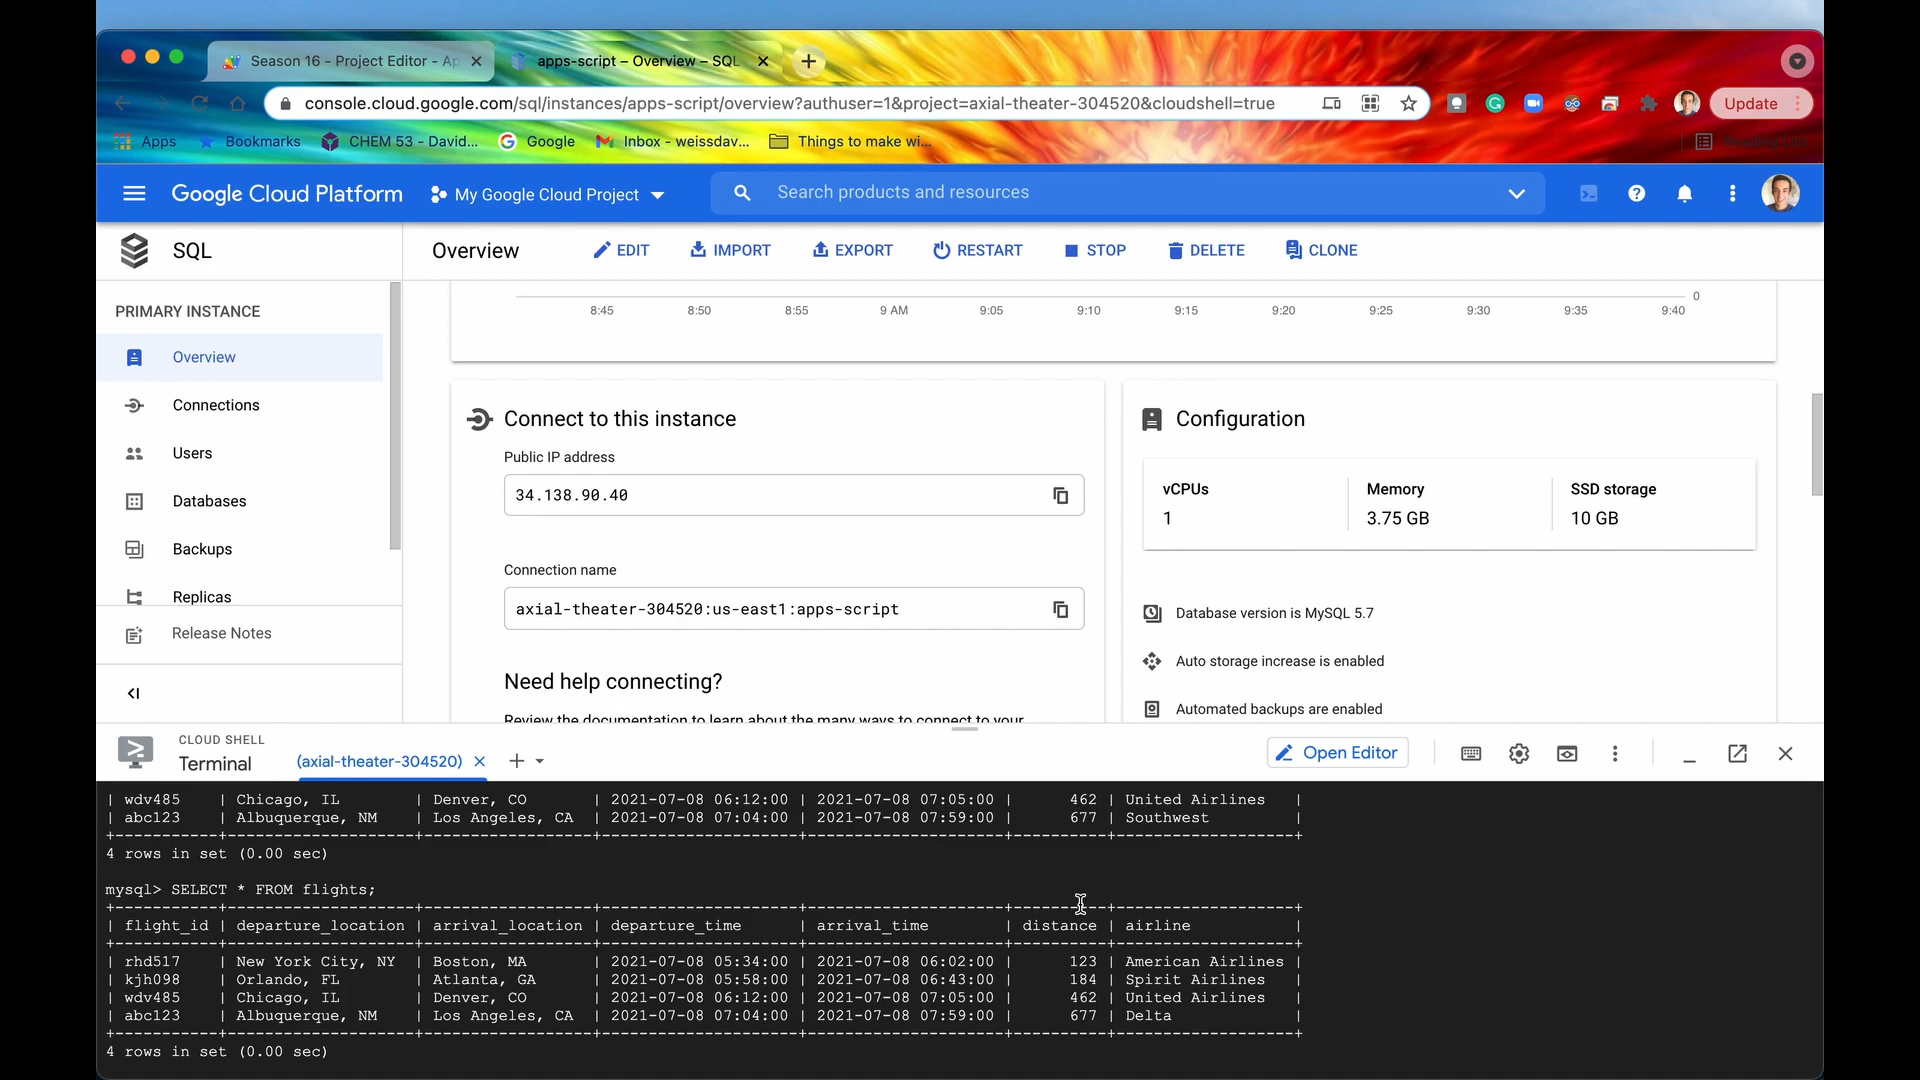 Season 16 - Project Editor - Ap
apps-script – Overview – SQL
console.cloud.google.com/sql/instances/apps-script/overview?authuser=1&project=axial-theater-304520&cloudshell=true
Update
Apps
Bookmarks
CHEM 53 - David...
Google
Inbox - weissdav...
Things to make wi...
Reading List
Google Cloud Platform
My Google Cloud Project
Search products and resources
SQL
Overview
EDIT
IMPORT
EXPORT
RESTART
STOP
DELETE
CLONE
PRIMARY INSTANCE
Overview
Connections
Users
Databases
Backups
Replicas
Release Notes
0
8:45 8:50 8:55 9 AM 9:05 9:10 9:15 9:20 9:25 9:30 9:35 9:40
Connect to this instance
Public IP address
34.138.90.40
Connection name
axial-theater-304520:us-east1:apps-script
Need help connecting?
Review the documentation to learn about the many ways to connect to your
Configuration
vCPUs Memory SSD storage
1 3.75 GB 10 GB
Database version is MySQL 5.7
Auto storage increase is enabled
Automated backups are enabled
CLOUD SHELL
Terminal
(axial-theater-304520)
Open Editor
| wdv485 | Chicago, IL | Denver, CO | 2021-07-08 06:12:00 | 2021-07-08 07:05:00 | 462 | United Airlines |
| abc123 | Albuquerque, NM | Los Angeles, CA | 2021-07-08 07:04:00 | 2021-07-08 07:59:00 | 677 | Southwest |
+-----------+--------------------+------------------+---------------------+---------------------+----------+-------------------+
4 rows in set (0.00 sec)
mysql> SELECT * FROM flights;
+-----------+--------------------+------------------+---------------------+---------------------+----------+-------------------+
| flight_id | departure_location | arrival_location | departure_time | arrival_time | distance | airline |
+-----------+--------------------+------------------+---------------------+---------------------+----------+-------------------+
| rhd517 | New York City, NY | Boston, MA | 2021-07-08 05:34:00 | 2021-07-08 06:02:00 | 123 | American Airlines |
| kjh098 | Orlando, FL | Atlanta, GA | 2021-07-08 05:58:00 | 2021-07-08 06:43:00 | 184 | Spirit Airlines |
| wdv485 | Chicago, IL | Denver, CO | 2021-07-08 06:12:00 | 2021-07-08 07:05:00 | 462 | United Airlines |
| abc123 | Albuquerque, NM | Los Angeles, CA | 2021-07-08 07:04:00 | 2021-07-08 07:59:00 | 677 | Delta |
+-----------+--------------------+------------------+---------------------+---------------------+----------+-------------------+
4 rows in set (0.00 sec)